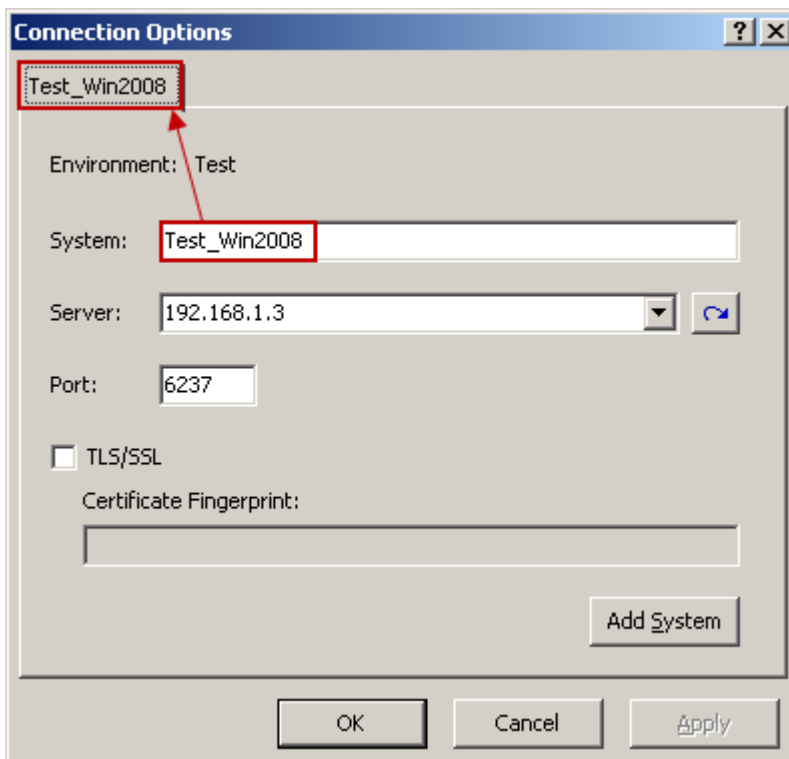 Connection Options
Test_Win2008
Environment: Test
System: Test_Win2008
Server: 192.168.1.3
Port: 6237
TLS/SSL
Certificate Fingerprint:
Add System
OK Cancel Apply